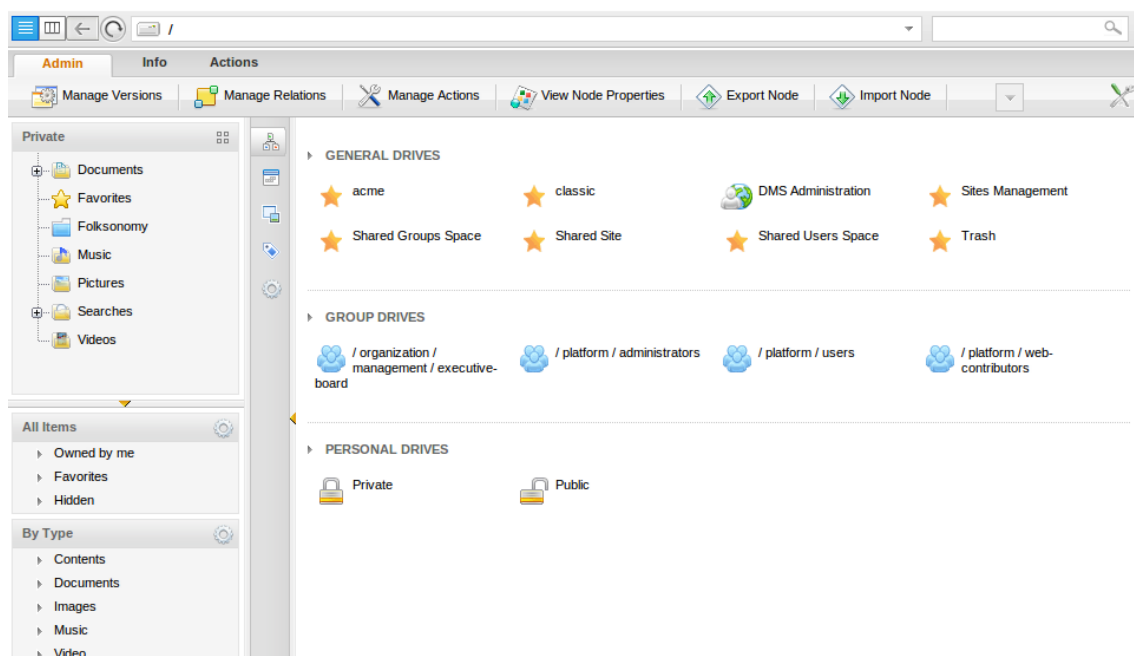 /
Admin Info Actions
Manage Versions Manage Relations Manage Actions View Node Properties Export Node Import Node
Private
Documents
Favorites
Folksonomy
Music
Pictures
Searches
Videos
All Items
Owned by me
Favorites
Hidden
By Type
Contents
Documents
Images
Music
Video
GENERAL DRIVES
acme classic DMS Administration Sites Management
Shared Groups Space Shared Site Shared Users Space Trash
GROUP DRIVES
/ organization /
management / executive-
board
/ platform / administrators
/ platform / users
/ platform / web-
contributors
PERSONAL DRIVES
Private Public